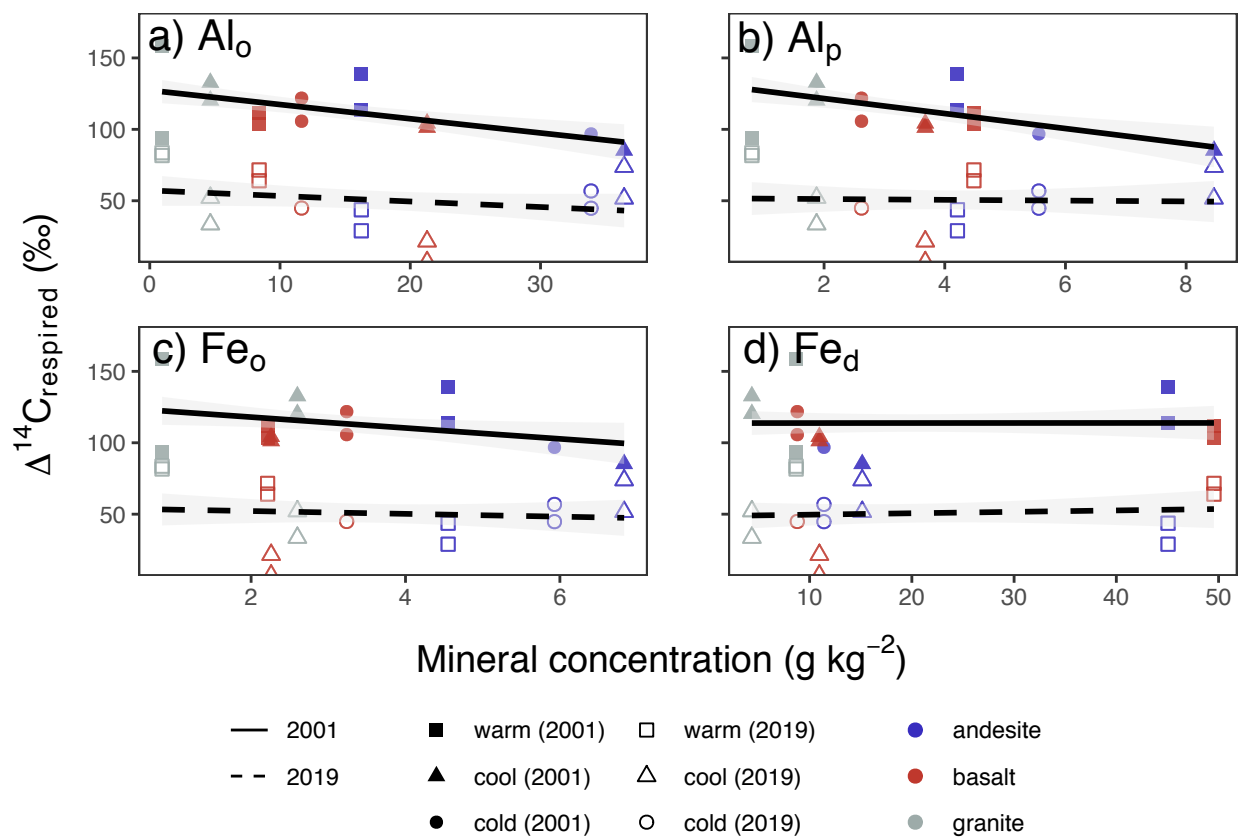 a) Alo
b) Alp
150
100
50
0 10 20 30
2 4 6 8
c) Feo
d) Fed
150
100
50
2 4 6
10 20 30 40 50
Δ14Crespired (‰)
Mineral concentration (g kg−2)
2001 warm (2001) warm (2019) andesite
2019 cool (2001) cool (2019) basalt
cold (2001) cold (2019) granite